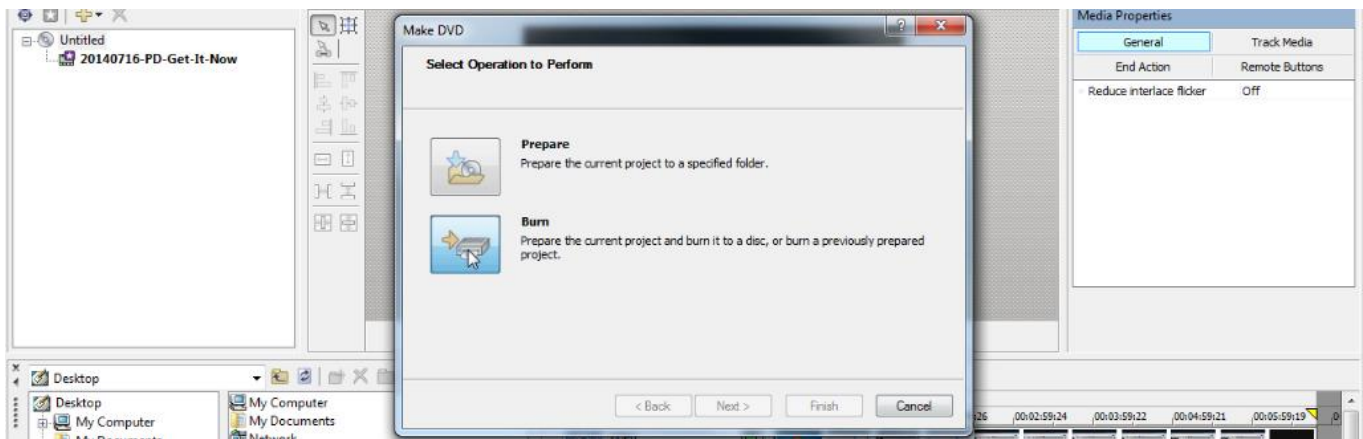 Untitled
20140716-PD-Get-It-Now
Make DVD
Select Operation to Perform
Prepare
Prepare the current project to a specified folder.
Burn
Prepare the current project and burn it to a disc, or burn a previously prepared
project.
< Back
Next >
Finish
Cancel
Media Properties
General
Track Media
End Action
Remote Buttons
Reduce interlace flicker
Off
Desktop
Desktop
My Computer
My Documents
My Computer
My Documents
Network
00:02:59:24
00:03:59:22
00:04:59:21
00:05:59:19